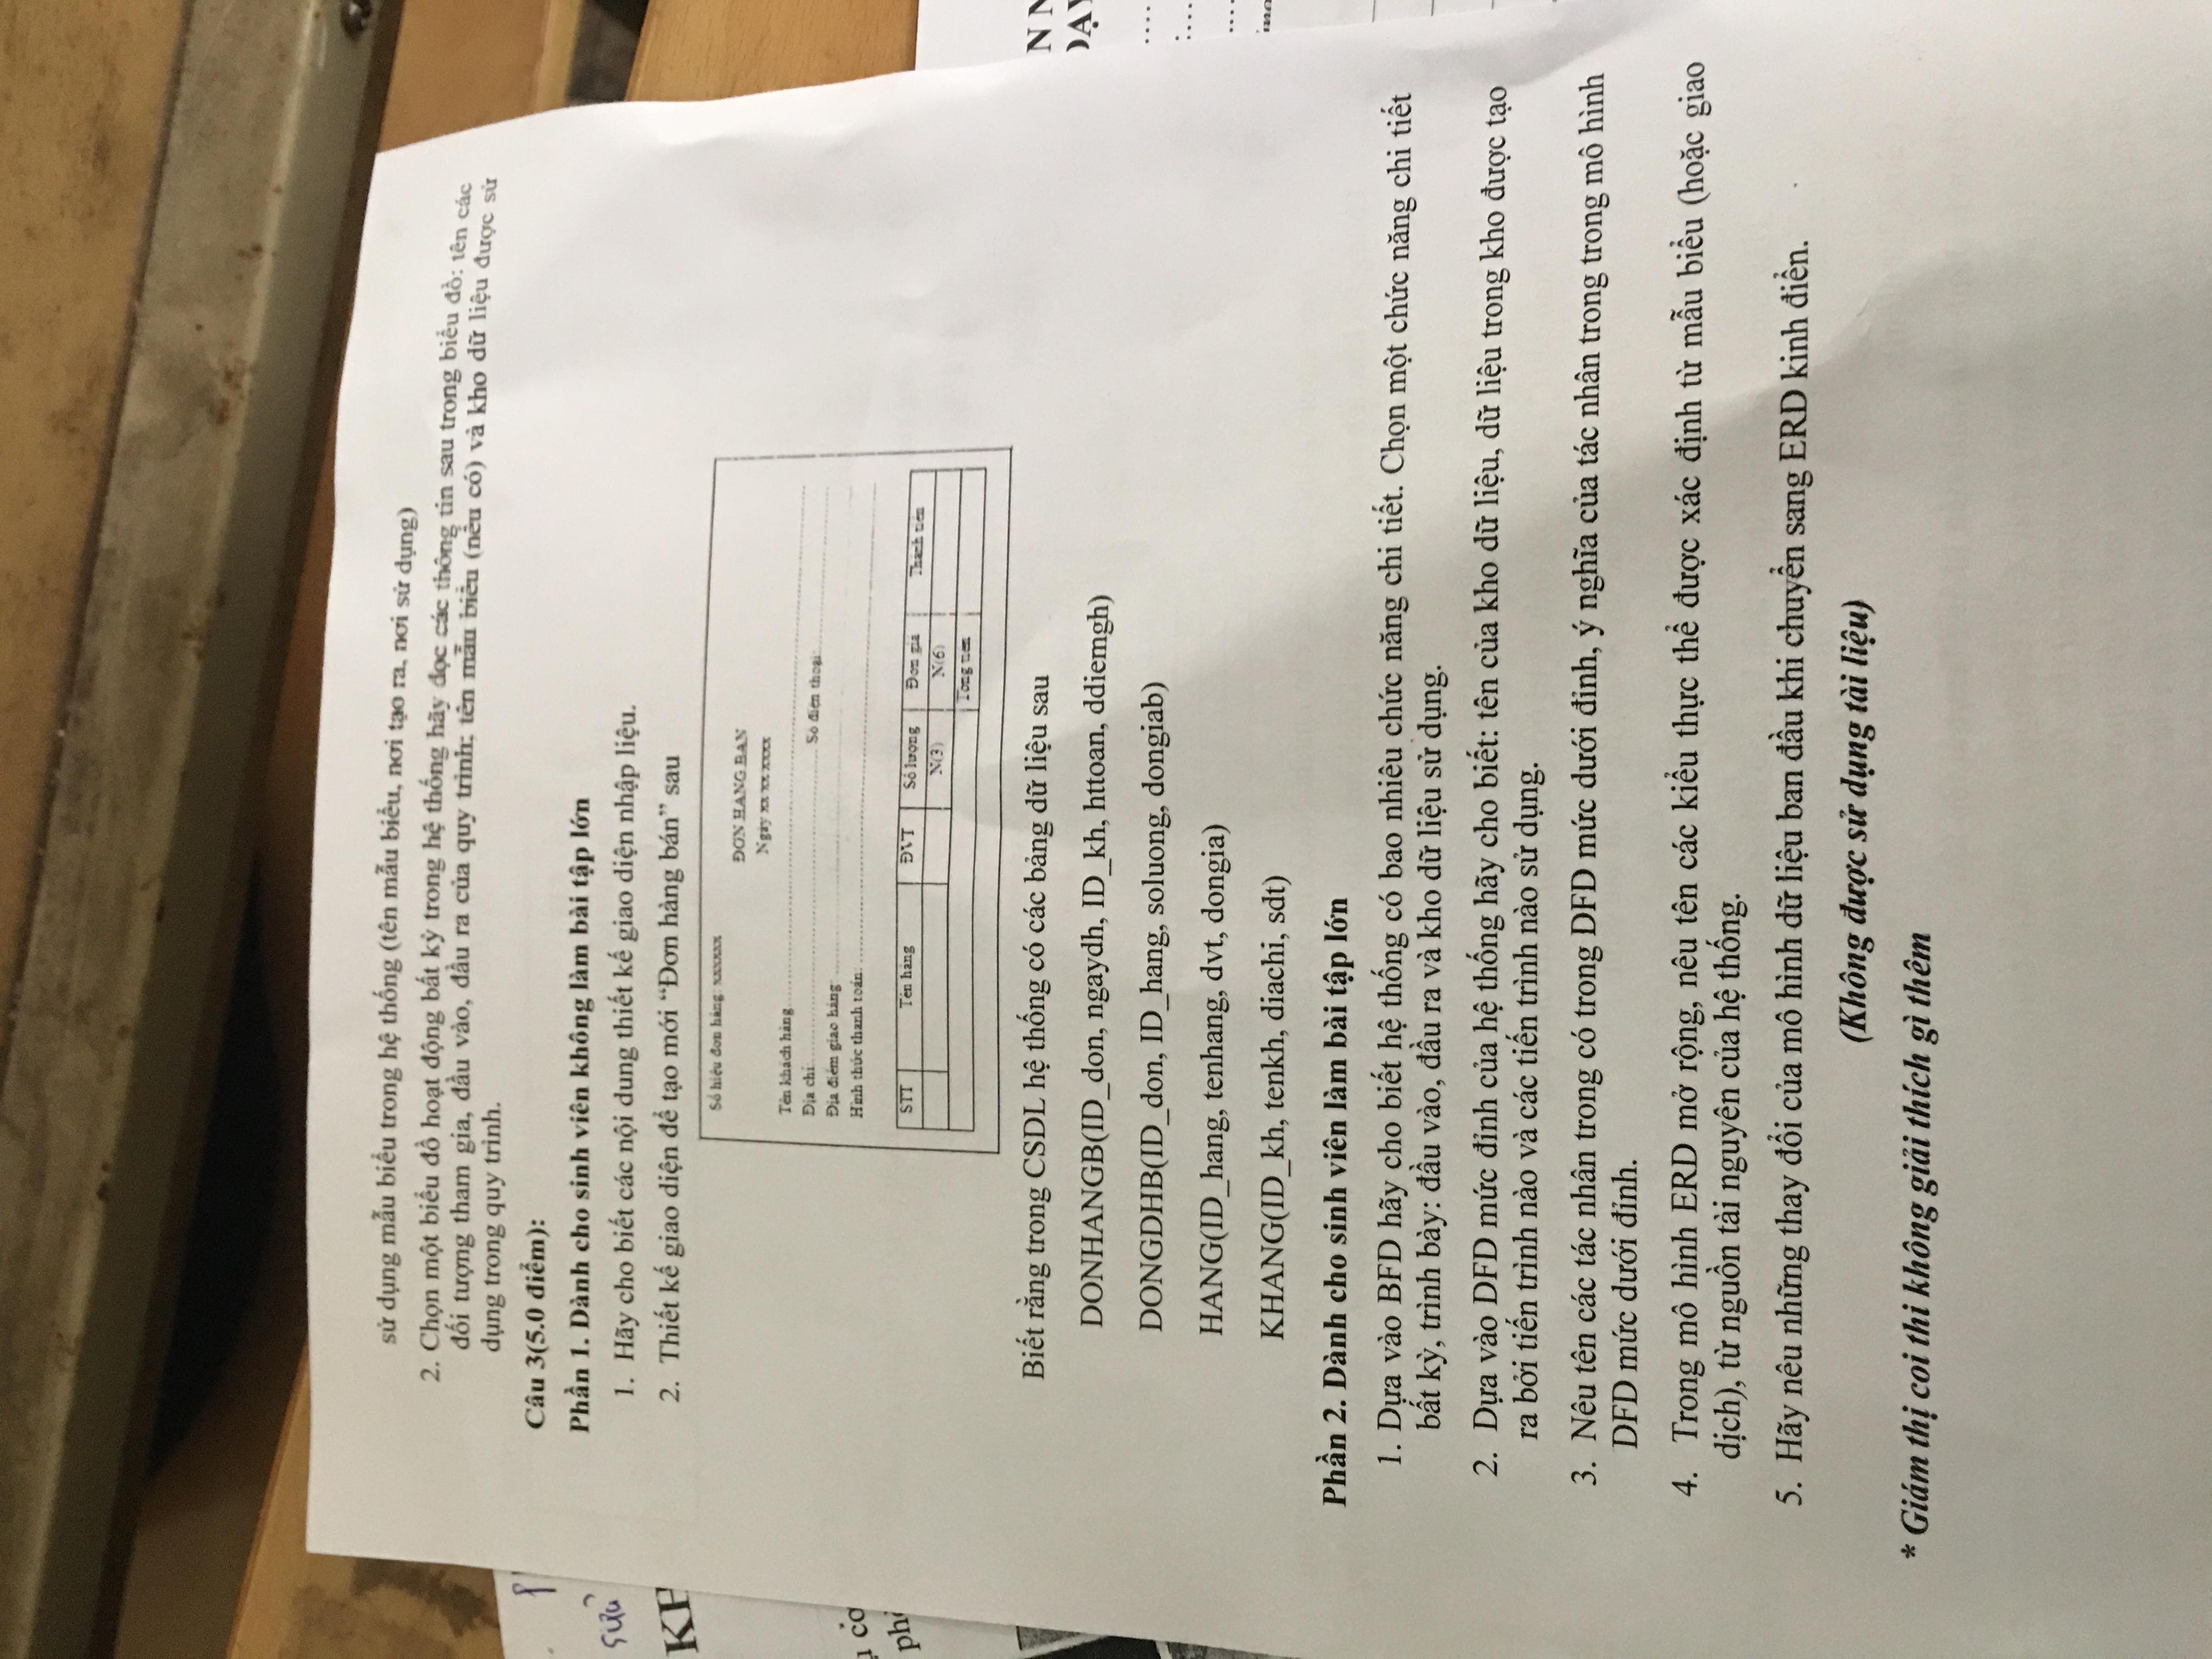 sử dụng mẫu biểu trong hệ thống (tên mẫu biểu, nơi tạo ra, nơi sử dụng)
2. Chọn một biểu đồ hoạt động bất kỳ trong hệ thống hãy đọc các thông tin sau trong biểu đồ: tên các
đối tượng tham gia, đầu vào, đầu ra của quy trình; tên mẫu biểu (nếu có) và kho dữ liệu được sử
dụng trong quy trình.
Câu 3(5.0 điểm):
Phần 1. Dành cho sinh viên không làm bài tập lớn
1. Hãy cho biết các nội dung thiết kế giao diện nhập liệu.
2. Thiết kế giao diện để tạo mới “Đơn hàng bán” sau
Số hiệu đơn hàng: xxxxxx
ĐƠN HÀNG BÁN
Ngày xx xx xxxx
Tên khách hàng
Địa chỉ: Số điện thoại:
Địa điểm giao hàng:
Hình thức thanh toán:
STT Tên hàng ĐVT Số lượng Đơn giá Thành tiền
N(3) N(6)
Tổng tiền
Biết rằng trong CSDL hệ thống có các bảng dữ liệu sau
DONHANGB(ID_don, ngaydh, ID_kh, httoan, ddiemgh)
DONGDHB(ID_don, ID_hang, soluong, dongiab)
HANG(ID_hang, tenhang, dvt, dongia)
KHANG(ID_kh, tenkh, diachi, sdt)
Phần 2. Dành cho sinh viên làm bài tập lớn
1. Dựa vào BFD hãy cho biết hệ thống có bao nhiêu chức năng chi tiết. Chọn một chức năng chi tiết
bất kỳ, trình bày: đầu vào, đầu ra và kho dữ liệu sử dụng.
2. Dựa vào DFD mức đỉnh của hệ thống hãy cho biết: tên của kho dữ liệu, dữ liệu trong kho được tạo
ra bởi tiến trình nào và các tiến trình nào sử dụng.
3. Nêu tên các tác nhân trong có trong DFD mức dưới đỉnh, ý nghĩa của tác nhân trong trong mô hình
DFD mức dưới đỉnh.
4. Trong mô hình ERD mở rộng, nêu tên các kiểu thực thể được xác định từ mẫu biểu (hoặc giao
dịch), từ nguồn tài nguyên của hệ thống.
5. Hãy nêu những thay đổi của mô hình dữ liệu ban đầu khi chuyển sang ERD kinh điển.
(Không được sử dụng tài liệu)
* Giám thị coi thi không giải thích gì thêm
sửa
KH
cơ
N N